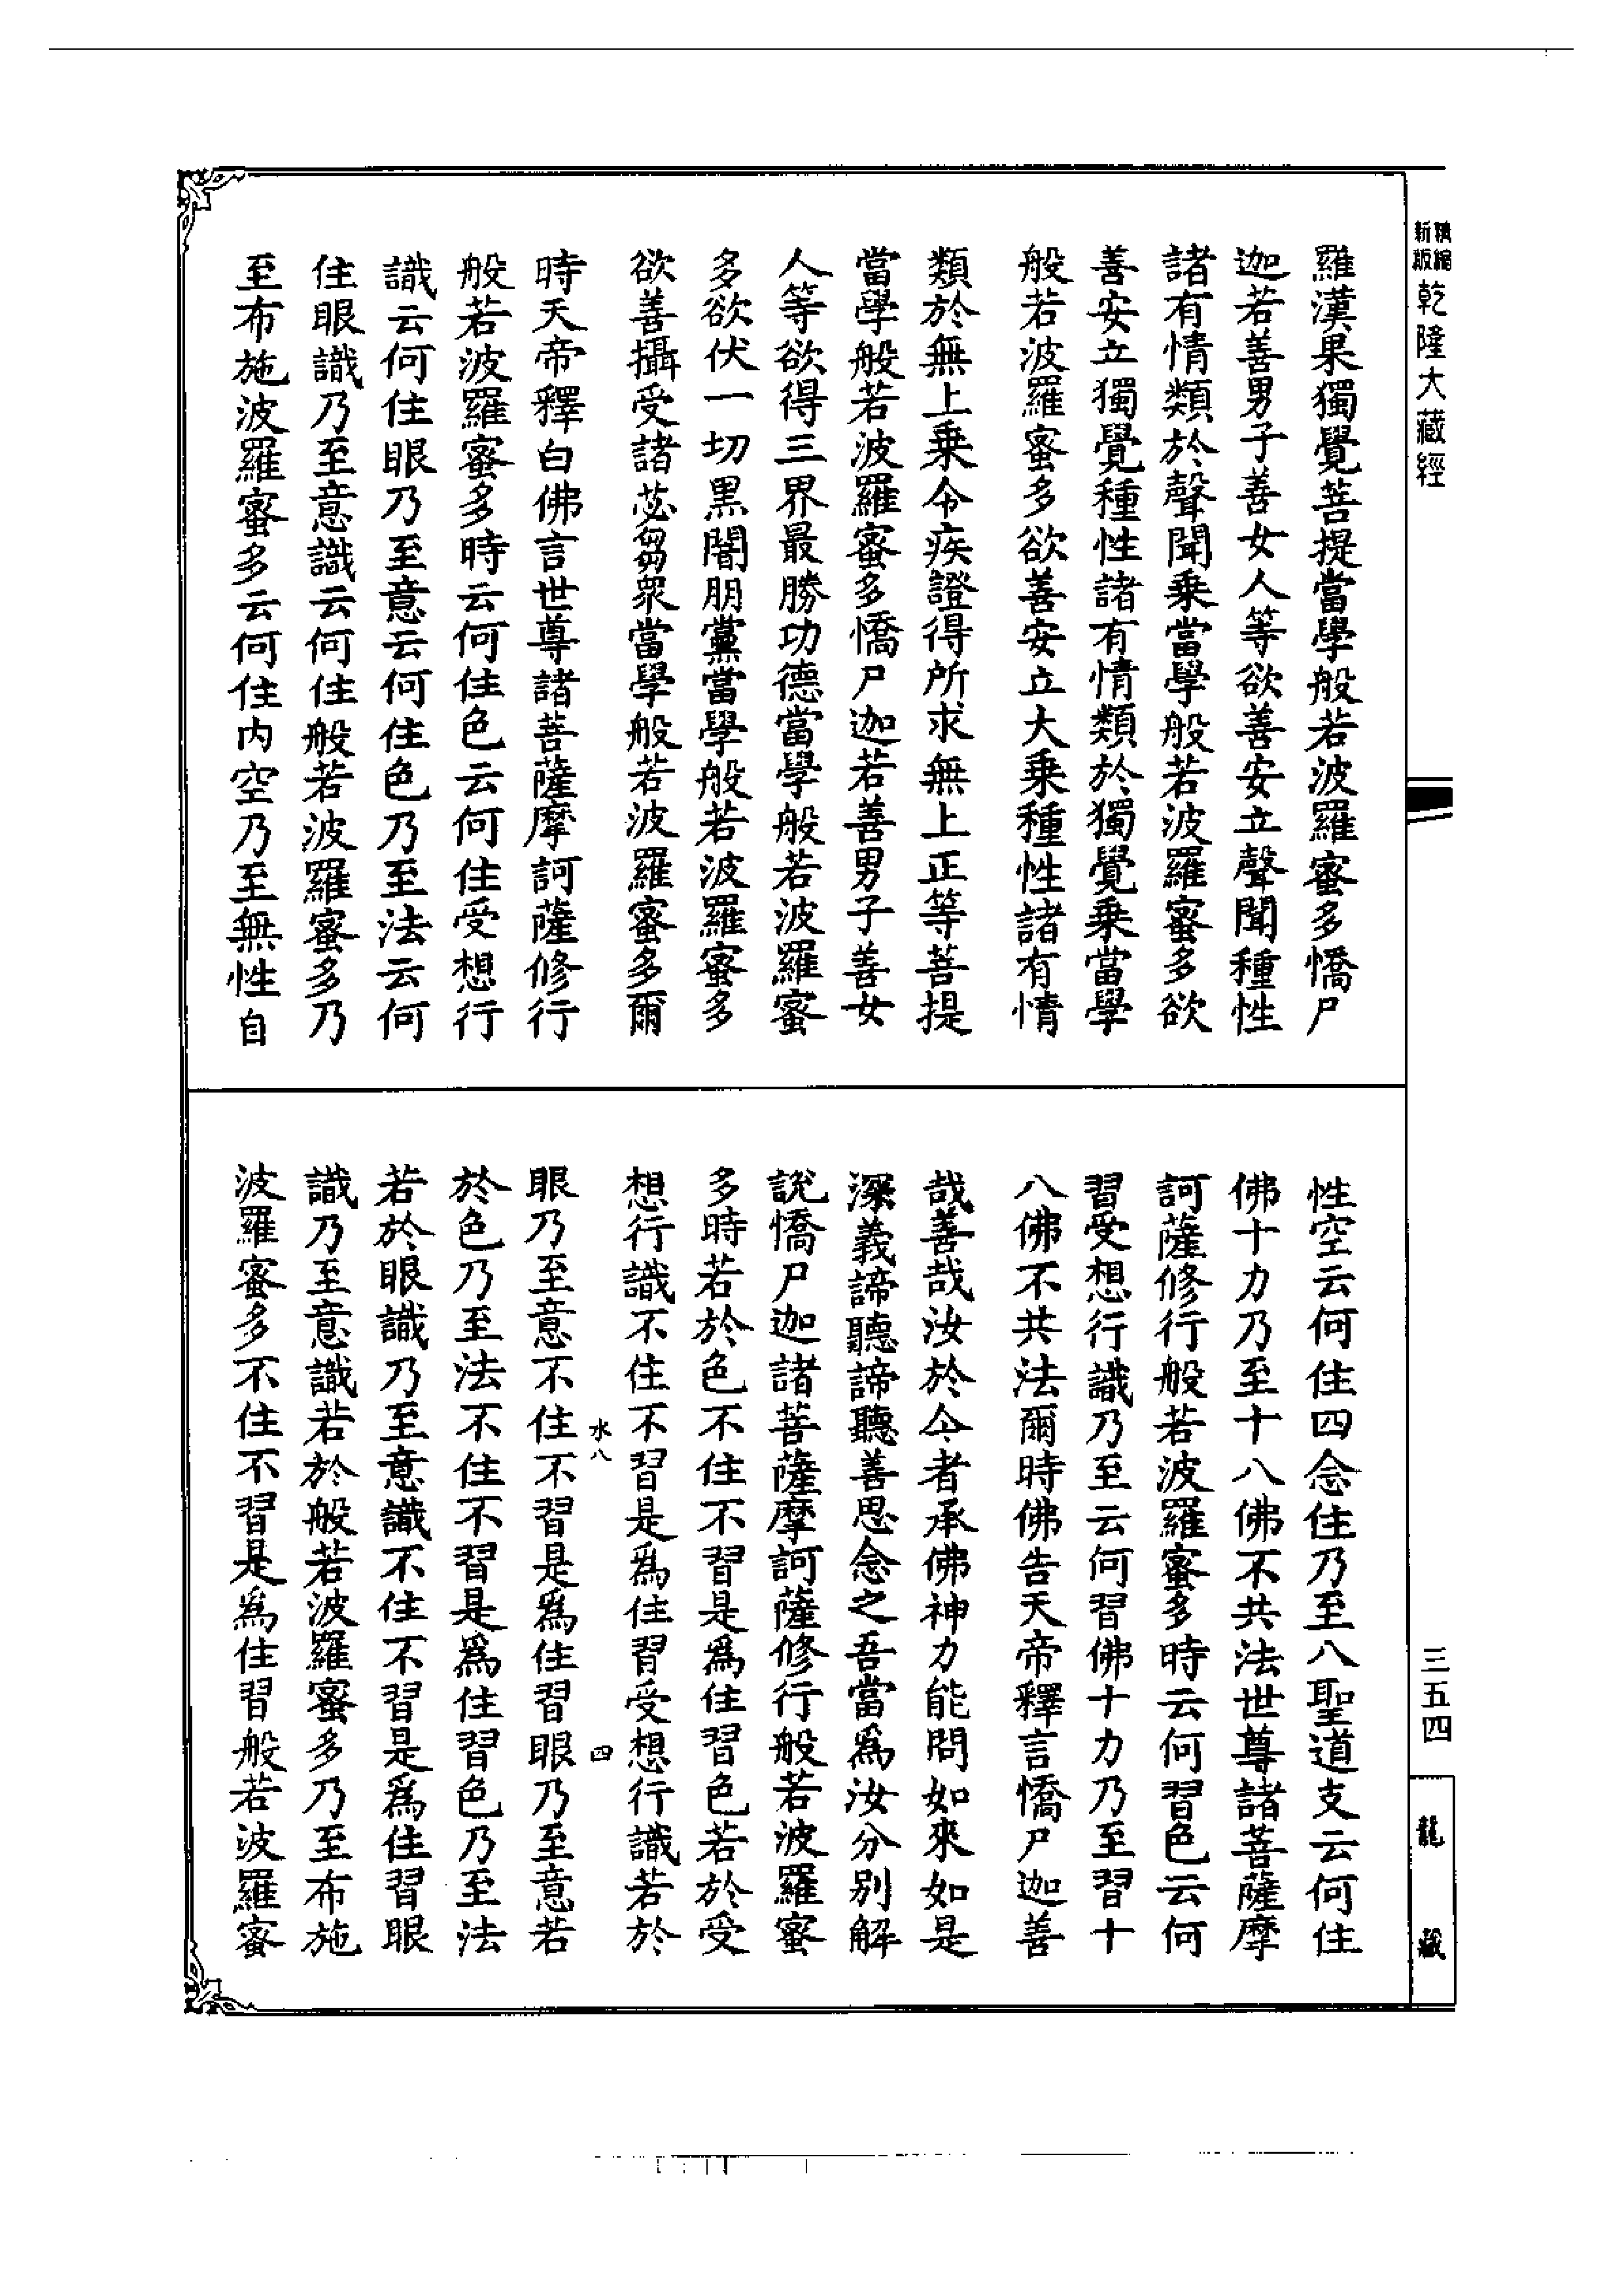 精縮新版乾隆大藏經
羅漢果獨覺菩提當學般若波羅蜜多憍尸
迦若善男子善女人等欲善安立聲聞種性
諸有情類於聲聞乘當學般若波羅蜜多欲
善安立獨覺種性諸有情類於獨覺乘當學
般若波羅蜜多欲善安立大乘種性諸有情
類於無上乘令疾證得所求無上正等菩提
當學般若波羅蜜多憍尸迦若善男子善女
人等欲得三界最勝功德當學般若波羅蜜
多欲伏一切黑闇朋黨當學般若波羅蜜多
欲善攝受諸苾芻眾當學般若波羅蜜多爾
時天帝釋白佛言世尊諸菩薩摩訶薩修行
般若波羅蜜多時云何住色云何住受想行
識云何住眼乃至意云何住色乃至法云何
住眼識乃至意識云何住般若波羅蜜多乃
至布施波羅蜜多云何住內空乃至無性自
性空云何住四念住乃至八聖道支云何住
佛十力乃至十八佛不共法世尊諸菩薩摩
訶薩修行般若波羅蜜多時云何習色云何
習受想行識乃至云何習佛十力乃至習十
八佛不共法爾時佛告天帝釋言憍尸迦善
哉善哉汝於今者承佛神力能問如來如是
深義諦聽諦聽善思念之吾當爲汝分別解
說憍尸迦諸菩薩摩訶薩修行般若波羅蜜
多時若於色不住不習是爲住習色若於受
想行識不住不習是爲住習受想行識若於
水八 四
眼乃至意不住不習是爲住習眼乃至意若
於色乃至法不住不習是爲住習色乃至法
若於眼識乃至意識不住不習是爲住習眼
識乃至意識若於般若波羅蜜多乃至布施
波羅蜜多不住不習是爲住習般若波羅蜜
三五四
龍藏